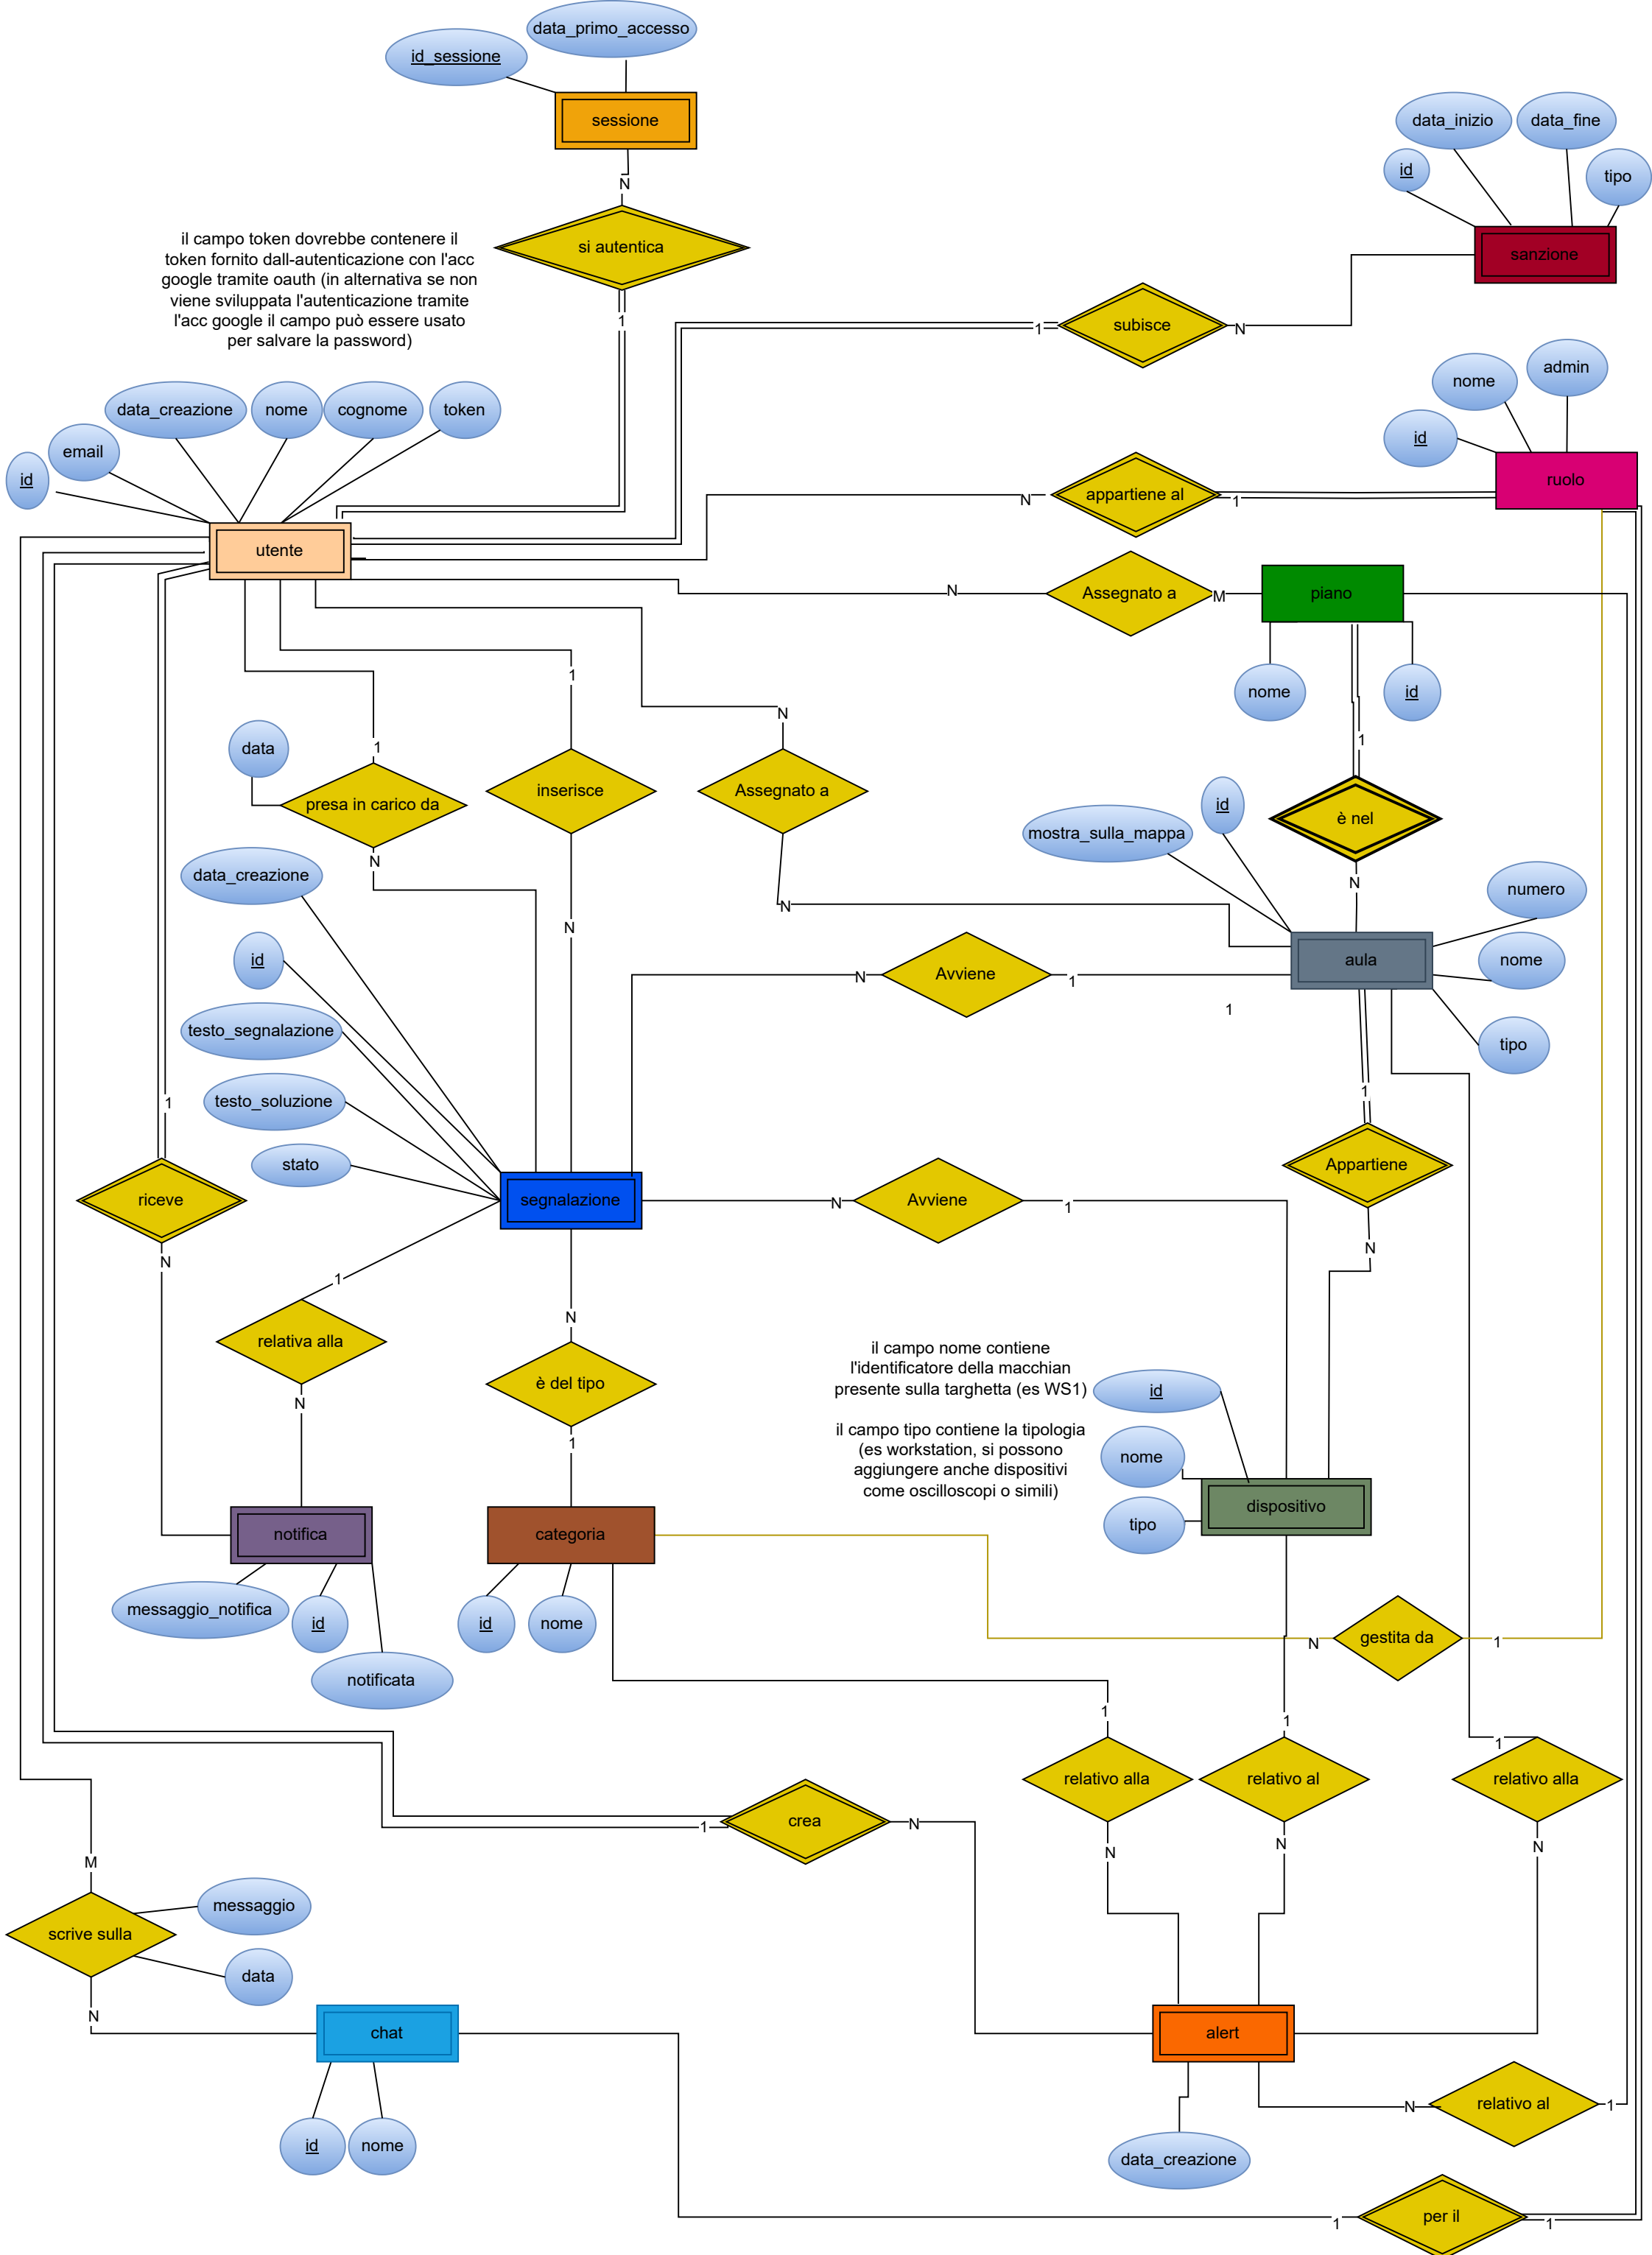 data_primo_accesso
id_sessione
sessione
N
si autentica
1
data_inizio
data_fine
id
tipo
sanzione
il campo token dovrebbe contenere il
token fornito dall-autenticazione con l'acc
google tramite oauth (in alternativa se non
viene sviluppata l'autenticazione tramite
l'acc google il campo può essere usato
per salvare la password)
1
subisce
N
admin
nome
id
ruolo
data_creazione
nome
cognome
token
email
id
utente
N
appartiene al
1
N
Assegnato a
M
piano
nome
id
1
1
data
1
presa in carico da
N
inserisce
N
N
Assegnato a
N
1
è nel
N
mostra_sulla_mappa
id
numero
nome
tipo
aula
data_creazione
id
testo_segnalazione
testo_soluzione
stato
segnalazione
N
Avviene
1
1
N
Avviene
1
1
Appartiene
N
1
riceve
N
1
relativa alla
N
N
è del tipo
1
il campo nome contiene
l'identificatore della macchian
presente sulla targhetta (es WS1)
il campo tipo contiene la tipologia
(es workstation, si possono
aggiungere anche dispositivi
come oscilloscopi o simili)
id
nome
tipo
dispositivo
notifica
messaggio_notifica
id
notificata
categoria
id
nome
N
gestita da
1
1
relativo alla
N
1
relativo al
N
1
relativo alla
N
1
crea
N
M
scrive sulla
N
messaggio
data
chat
id
nome
alert
data_creazione
N
relativo al
1
1
per il
1